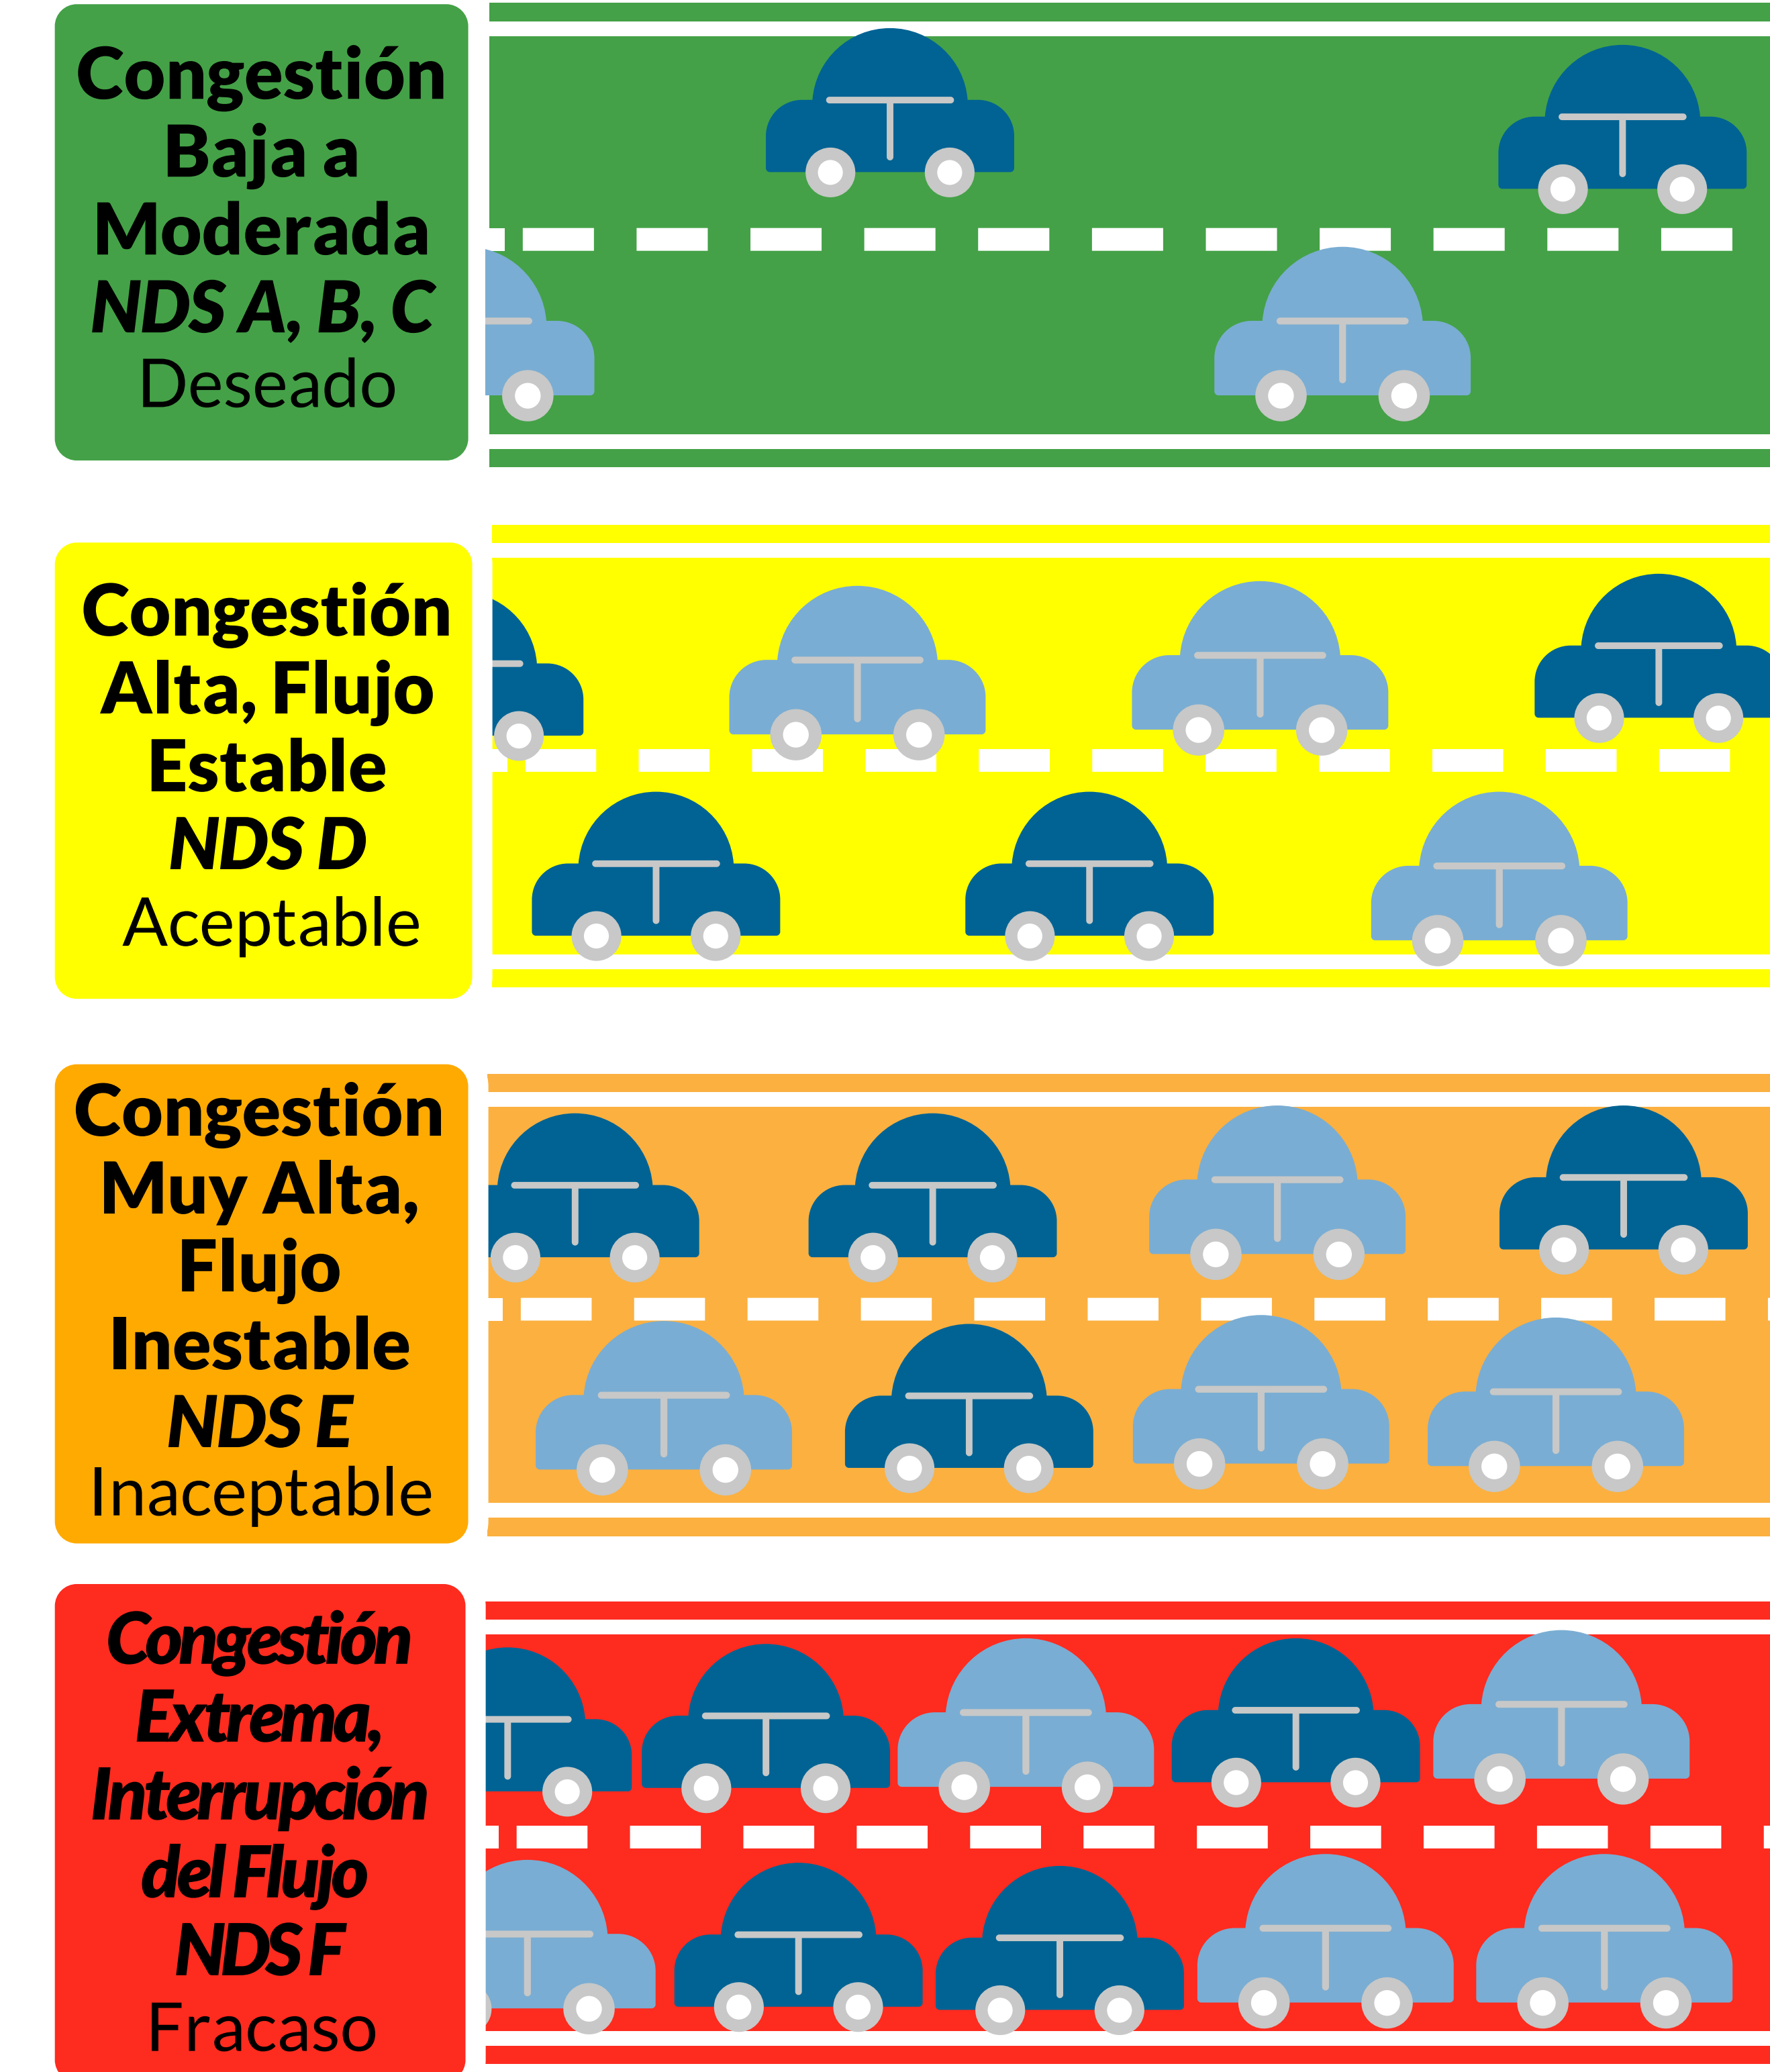 Congestión
Baja a
Moderada
NDS A, B, C
Deseado
Congestión
Alta, Flujo
Estable
NDS D
Aceptable
Congestión
Muy Alta,
Flujo
Inestable
NDS E
Inaceptable
Congestión
Extrema,
Interrupción
del Flujo
NDS F
Fracaso